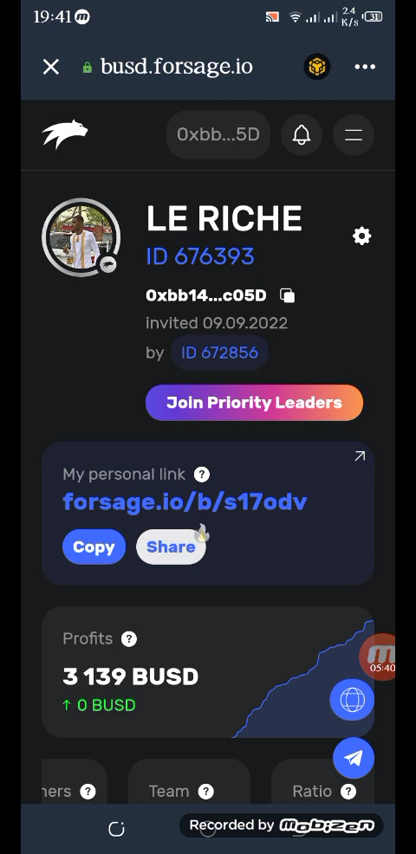 19:41
2.4
K/s
31
busd.forsage.io
0xbb...5D
LE RICHE
ID 676393
0xbb14...c05D
invited 09.09.2022
by ID 672856
Join Priority Leaders
My personal link ?
forsage.io/b/s17odv
Copy Share
Profits ?
3 139 BUSD
↑ 0 BUSD
05:40
ners ? Team ? Ratio ?
Recorded by mobizen